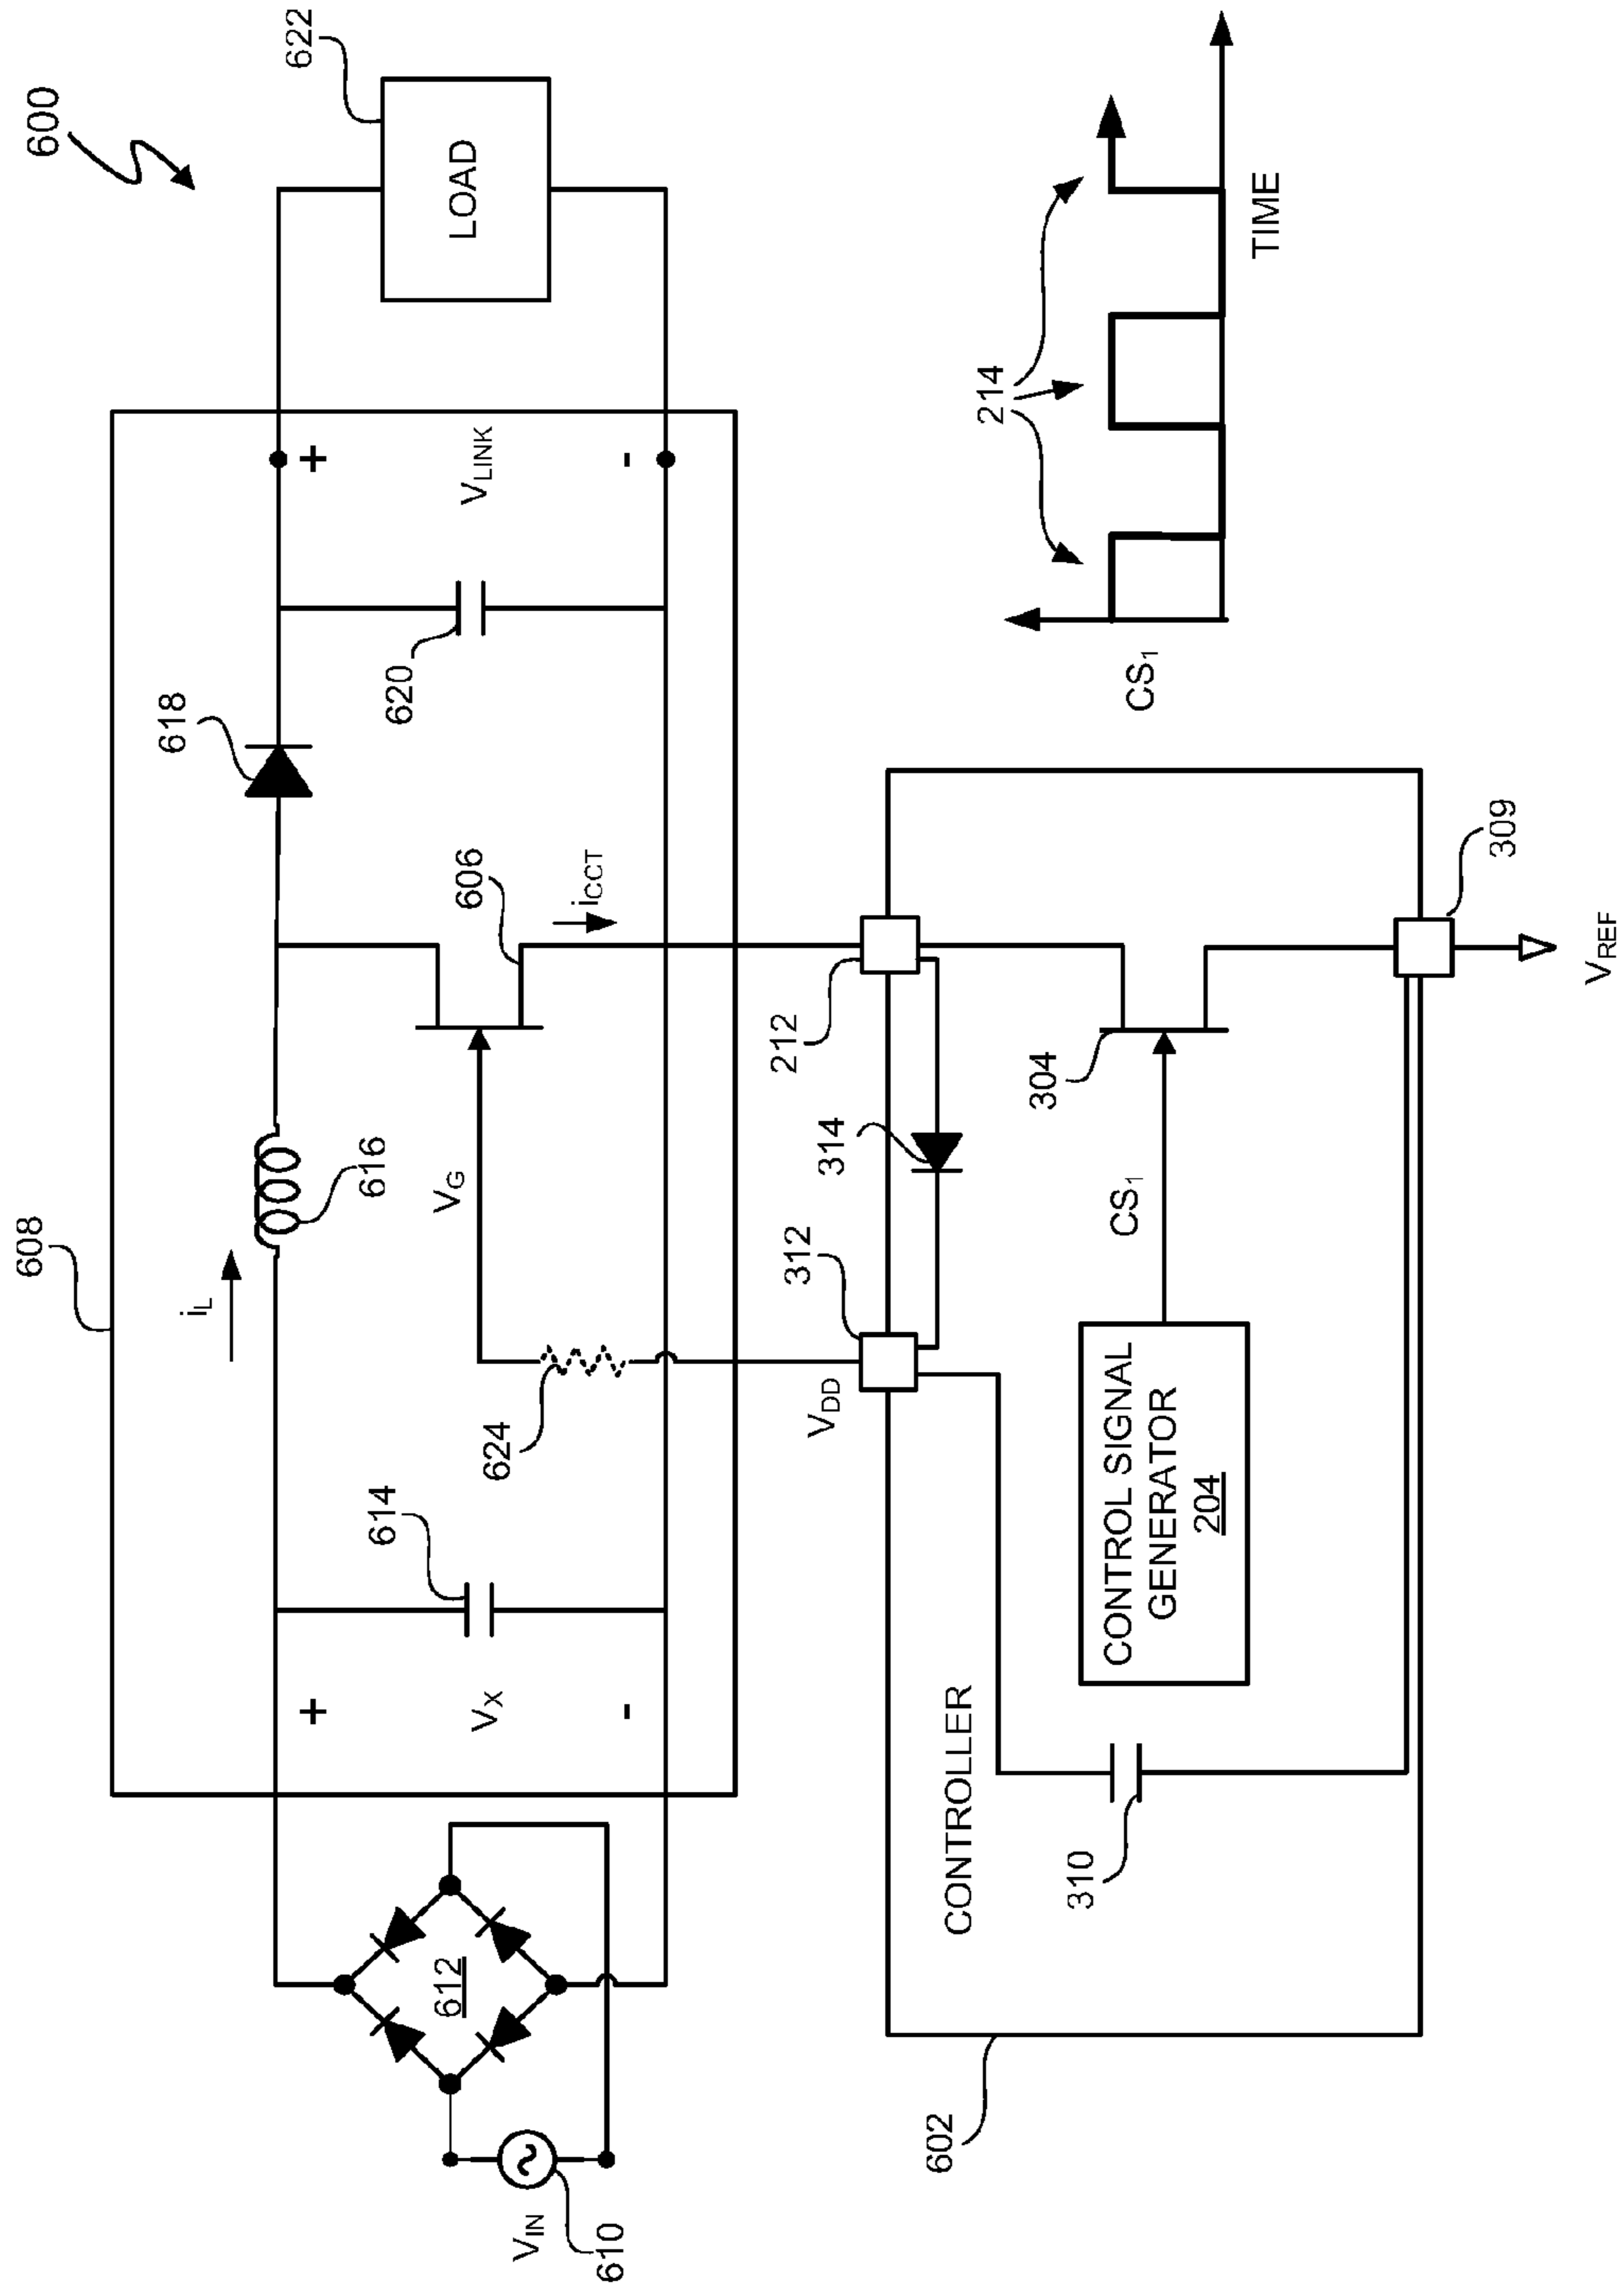 600
608
iL
616
618
622
LOAD
+
VX
-
614
624
VG
606
iCCT
620
+
VLINK
-
612
VIN
610
VDD
312
314
212
602
CONTROLLER
310
CONTROL SIGNAL
GENERATOR
204
CS1
304
309
VREF
214
CS1
TIME